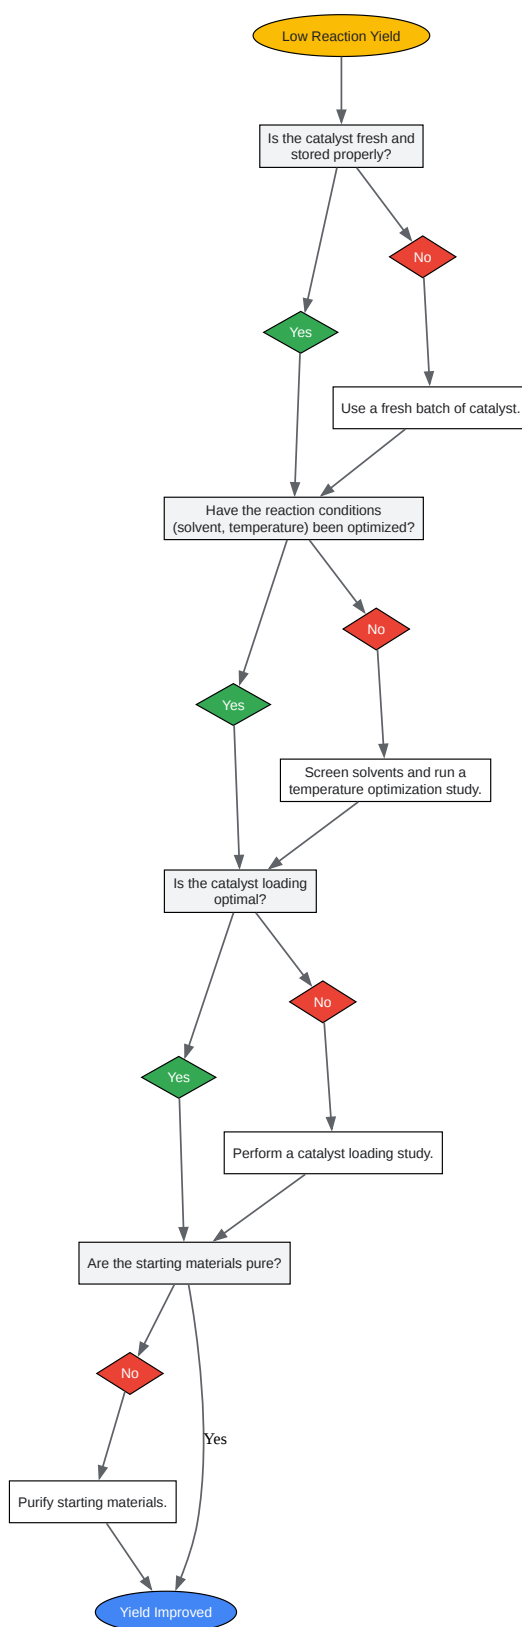 Low Reaction Yield
Is the catalyst fresh and
stored properly?
No
Yes
Use a fresh batch of catalyst.
Have the reaction conditions
(solvent, temperature) been optimized?
No
Yes
Screen solvents and run a
temperature optimization study.
Is the catalyst loading
optimal?
No
Yes
Perform a catalyst loading study.
Are the starting materials pure?
No
Yes
Purify starting materials.
Yield Improved